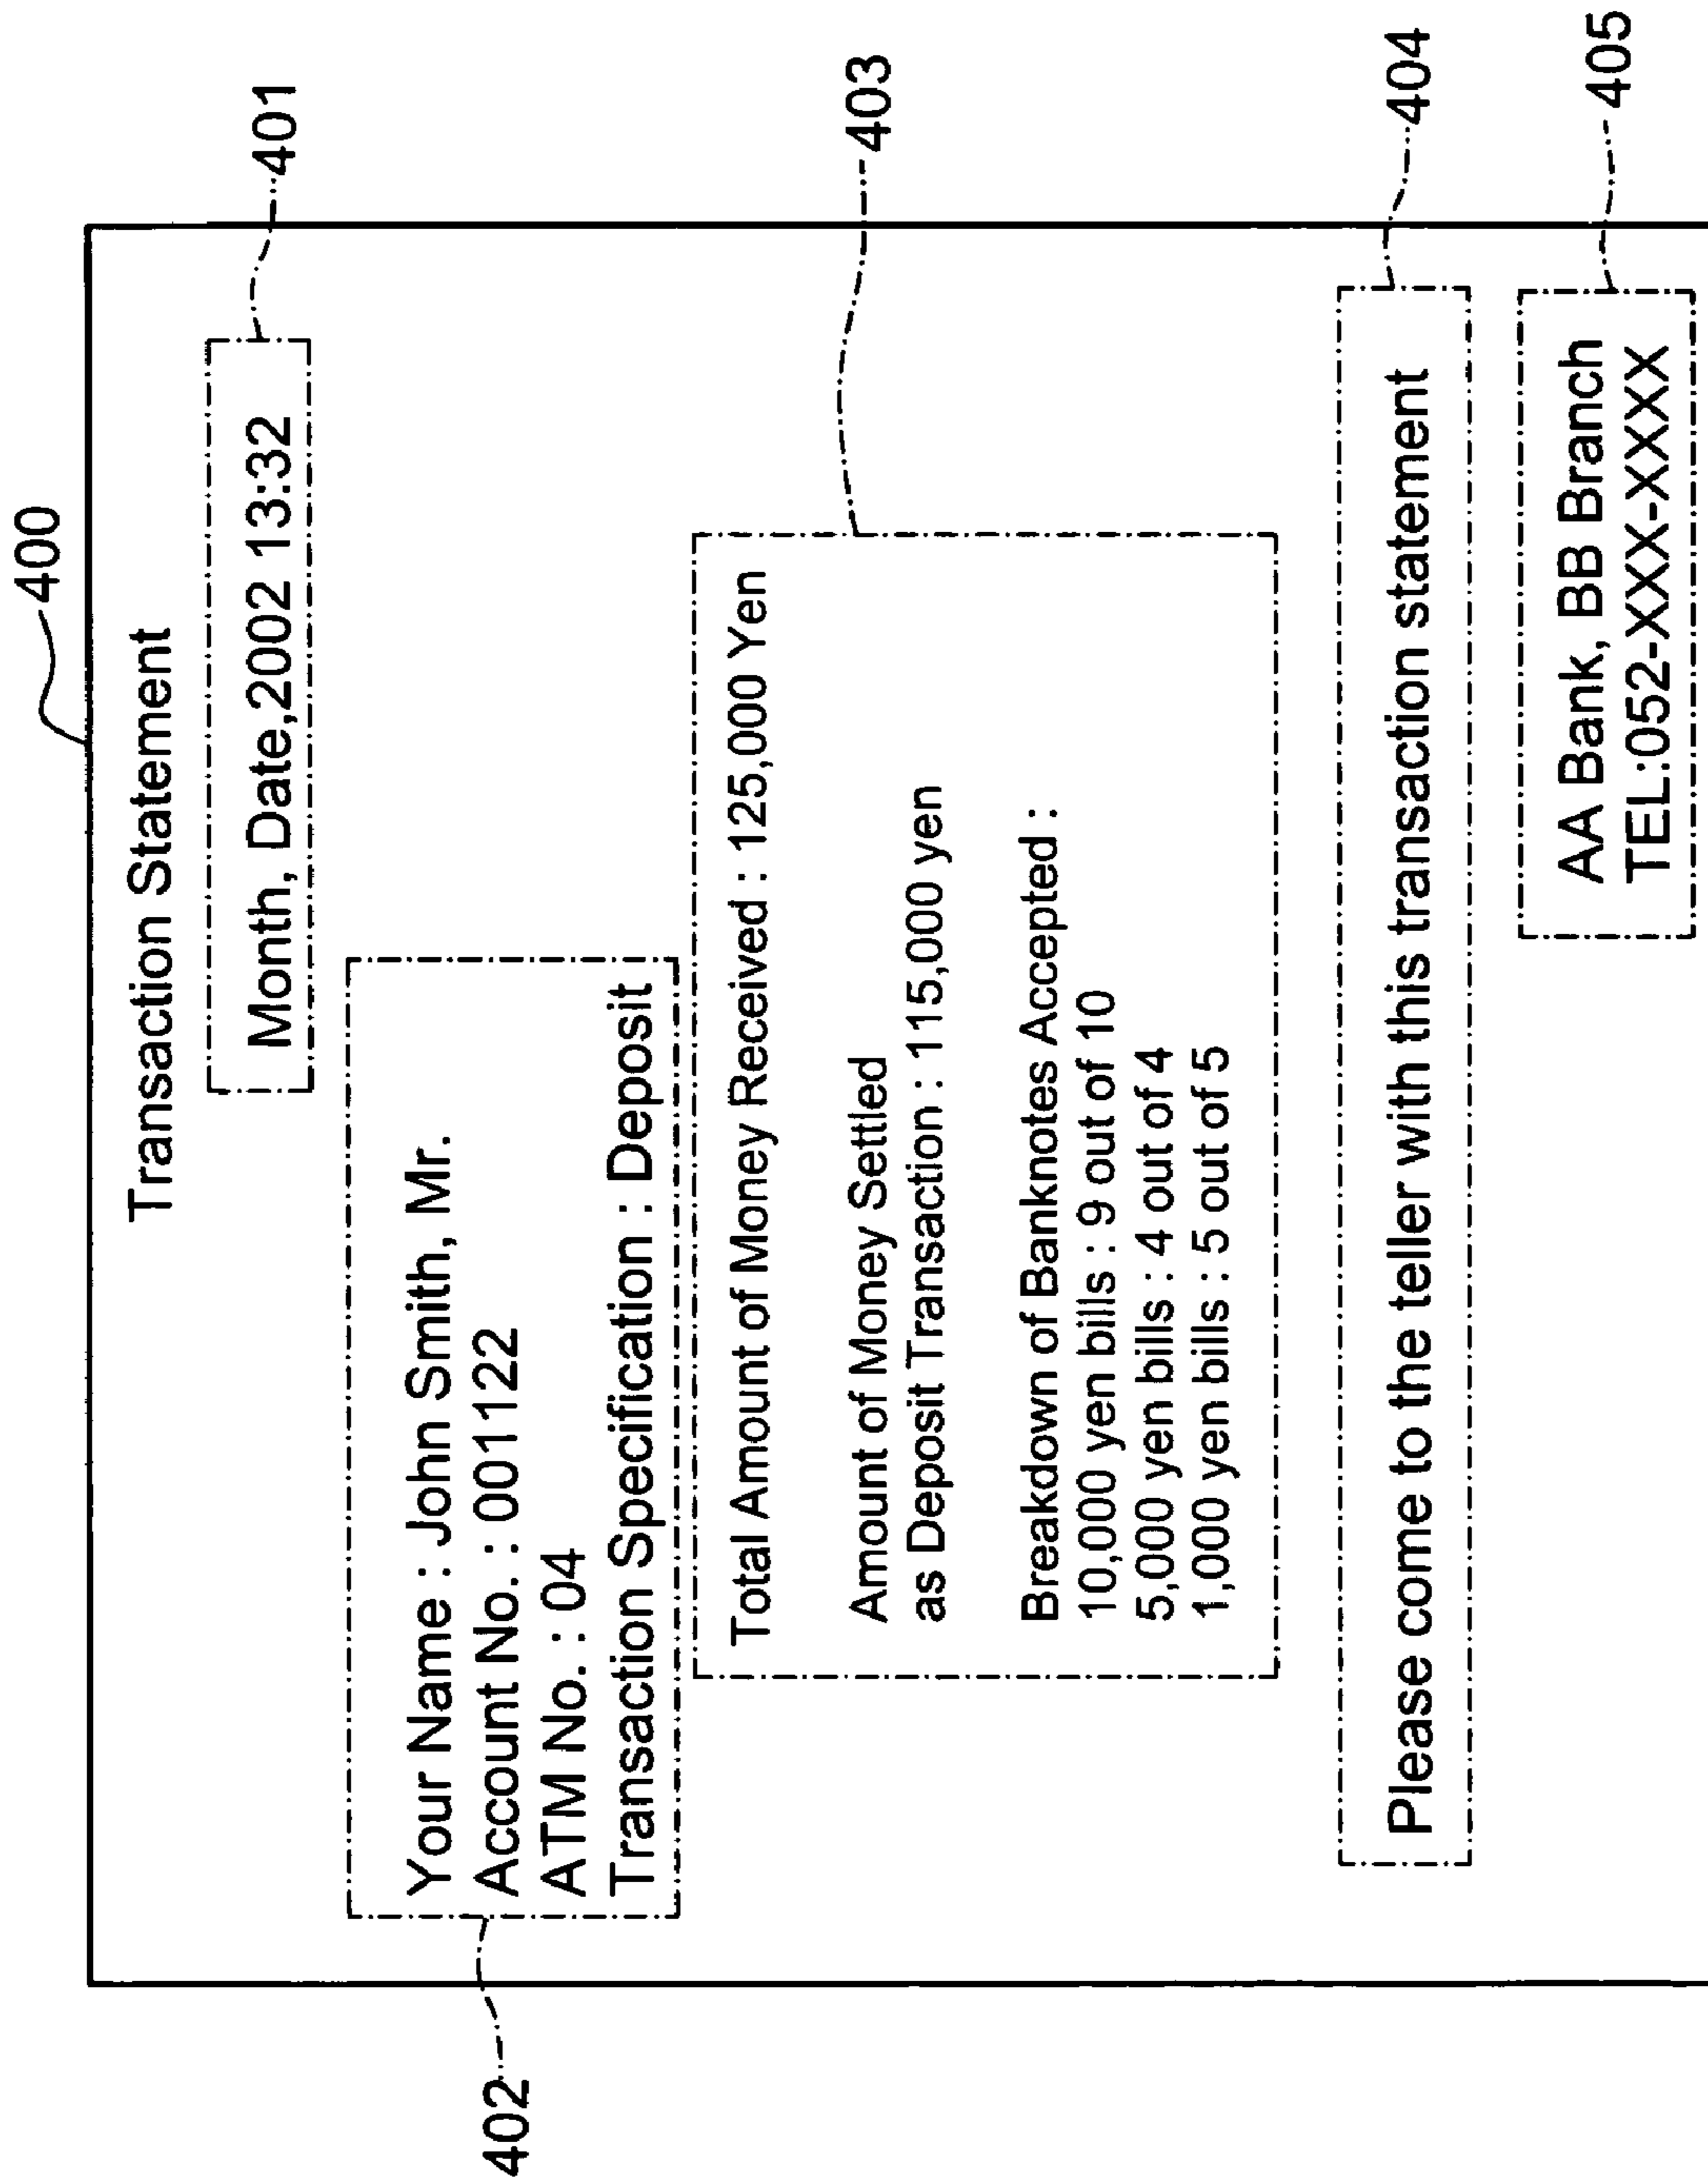 400
Transaction Statement
Month, Date,2002 13:32
401
402
Your Name : John Smith, Mr.
Account No. : 001122
ATM No. : 04
Transaction Specification : Deposit
403
Total Amount of Money Received : 125,000 Yen
Amount of Money Settled
as Deposit Transaction : 115,000 yen
Breakdown of Banknotes Accepted :
10,000 yen bills : 9 out of 10
5,000 yen bills : 4 out of 4
1,000 yen bills : 5 out of 5
404
Please come to the teller with this transaction statement
405
AA Bank, BB Branch
TEL:052-XXX-XXXX